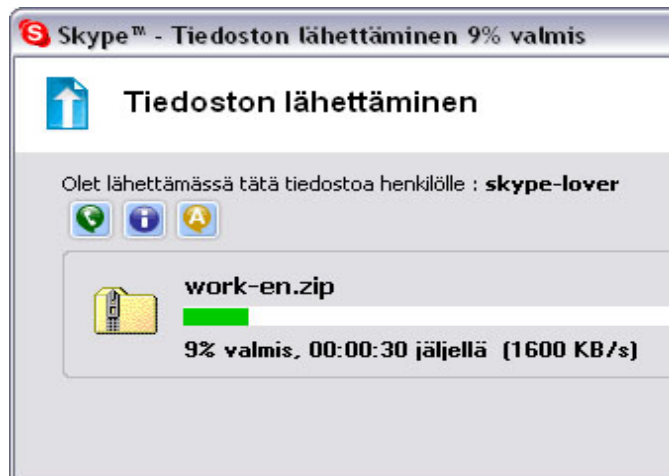 Skype™ - Tiedoston lähettäminen 9% valmis
Tiedoston lähettäminen
Olet lähettämässä tätä tiedostoa henkilölle : skype-lover
work-en.zip
9% valmis, 00:00:30 jäljellä (1600 KB/s)